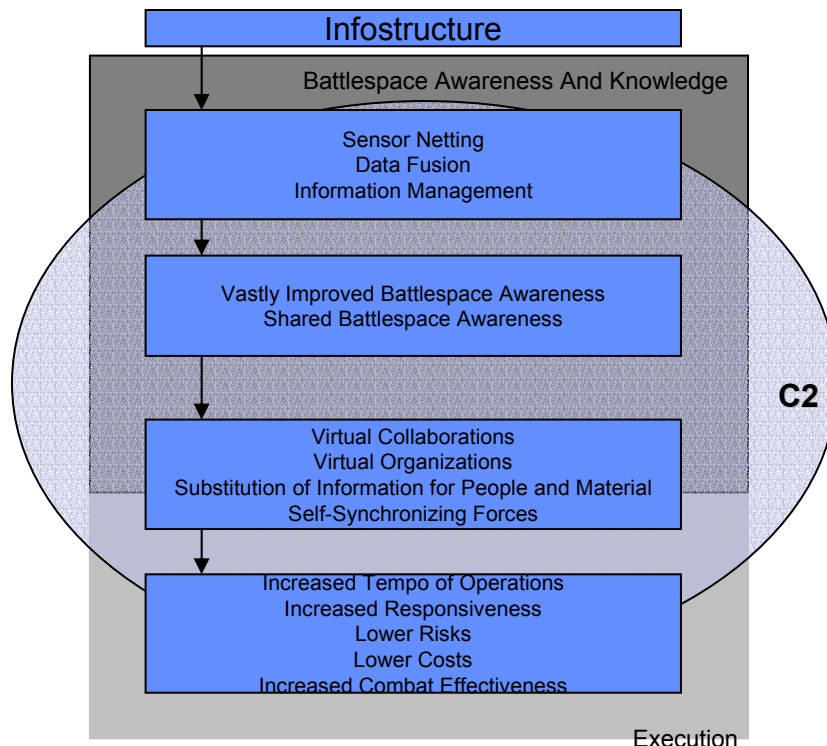 Infostructure
Battlespace Awareness And Knowledge
Sensor Netting
Data Fusion
Information Management
Vastly Improved Battlespace Awareness
Shared Battlespace Awareness
C2
Virtual Collaborations
Virtual Organizations
Substitution of Information for People and Material
Self-Synchronizing Forces
Increased Tempo of Operations
Increased Responsiveness
Lower Risks
Lower Costs
Increased Combat Effectiveness
Execution